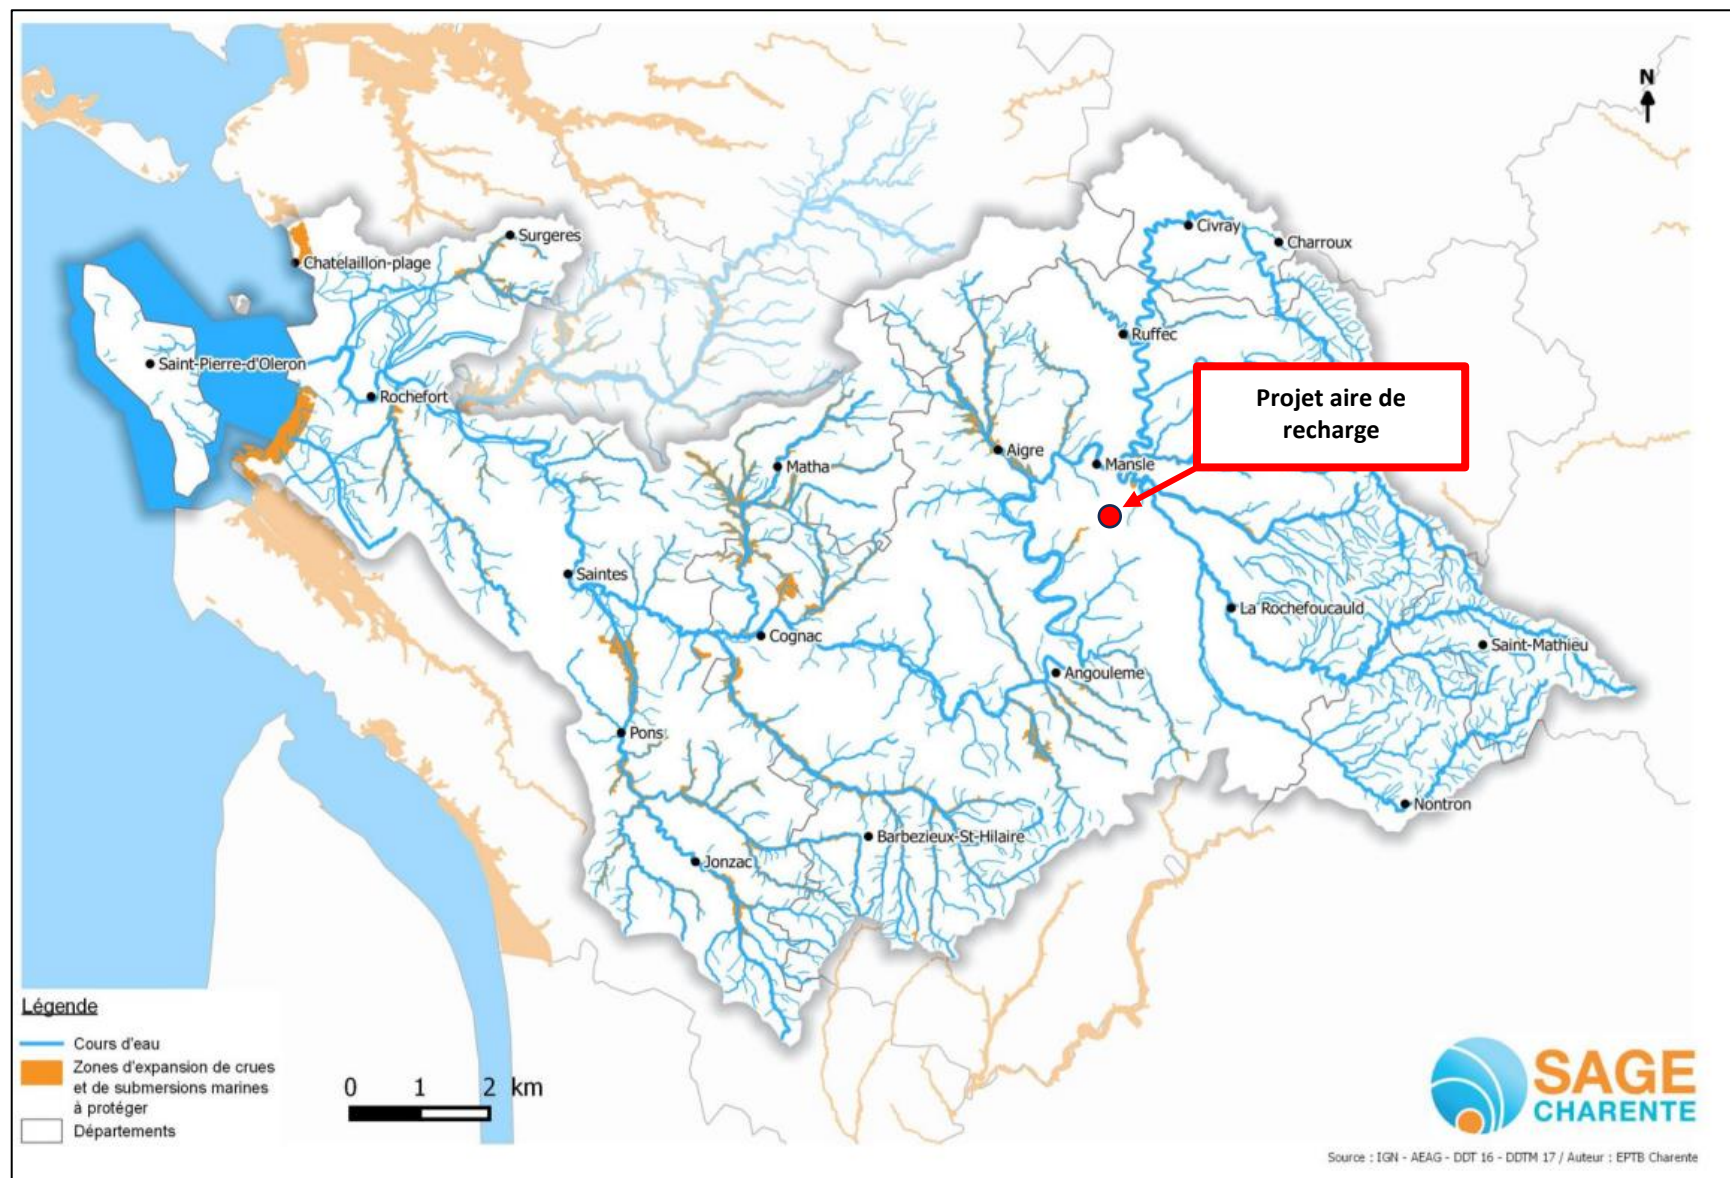 N
Civray
Charroux
Surgeres
Chatelaillon-plage
Ruffec
Saint-Pierre-d'Oleron
Rochefort
Projet aire de
recharge
Aigre
Mansle
Matha
Saintes
La Rochefoucauld
Cognac
Saint-Mathieu
Angouleme
Pons
Nontron
Barbezieux-St-Hilaire
Jonzac
Légende
Cours d'eau
Zones d'expansion de crues
et de submersions marines
à protéger
Départements
0 1 2 km
SAGE
CHARENTE
Source : IGN - AEAG - DDT 16 - DDTM 17 / Auteur : EPTB Charente